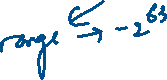 range → -2^63